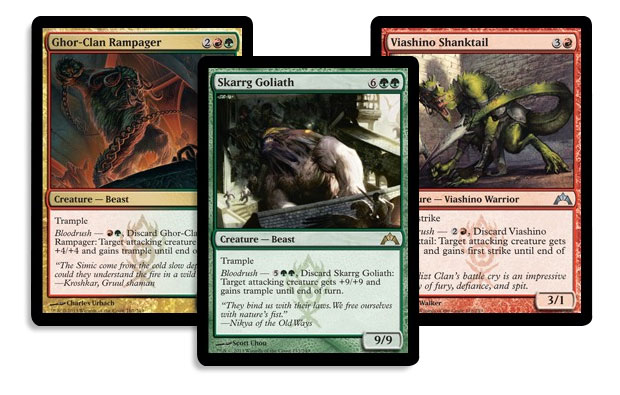 Ghor-Clan Rampager 2
Creature — Beast
Trample
Bloodrush — Discard Ghor-Clan
Rampager: Target attacking creature
+4/+4 and gains trample until end of
"The Simic come from the cold slow
could they understand the fire in a wild
—Kroshkar, Gruul shaman
Charles Urbach
Skarrg Goliath 6
Creature — Beast
Trample
Bloodrush — 5, Discard Skarrg Goliath:
Target attacking creature gets +9/+9 and
gains trample until end of turn.
"They bind us with their laws. We free ourselves
with nature's fist."
—Nikya of the Old Ways
Scott Chou
9/9
Viashino Shanktail 3
Creature — Viashino Warrior
strike
Bloodrush — 2, Discard Viashino
tail: Target attacking creature gets
and gains first strike until end of
Clan's battle cry is an impressive
of fury, defiance, and spit.
Walker
3/1